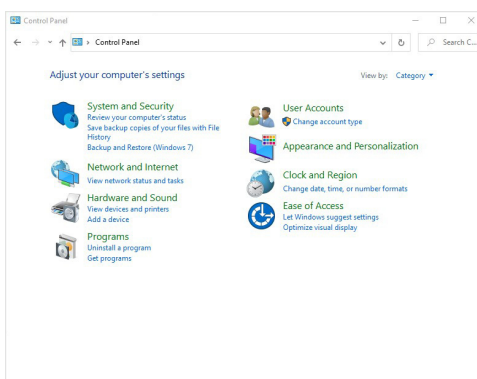 Control Panel
Control Panel
Search C...
Adjust your computer's settings
View by: Category
System and Security
Review your computer's status
Save backup copies of your files with File
History
Backup and Restore (Windows 7)
Network and Internet
View network status and tasks
Hardware and Sound
View devices and printers
Add a device
Programs
Uninstall a program
Get programs
User Accounts
Change account type
Appearance and Personalization
Clock and Region
Change date, time, or number formats
Ease of Access
Let Windows suggest settings
Optimize visual display